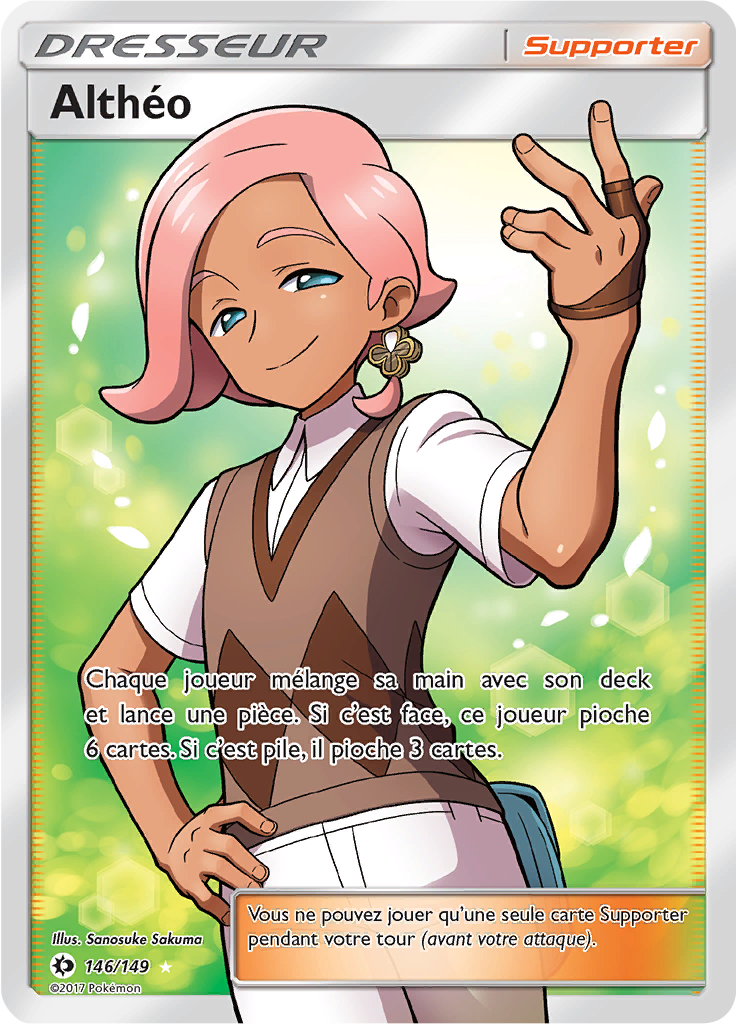 DRESSEUR
Supporter
Althéo
Chaque joueur mélange sa main avec son deck
et lance une pièce. Si c'est face, ce joueur pioche
6 cartes. Si c'est pile, il pioche 3 cartes.
Vous ne pouvez jouer qu'une seule carte Supporter
pendant votre tour (avant votre attaque).
Illus. Sanosuke Sakuma
146/149
©2017 Pokémon